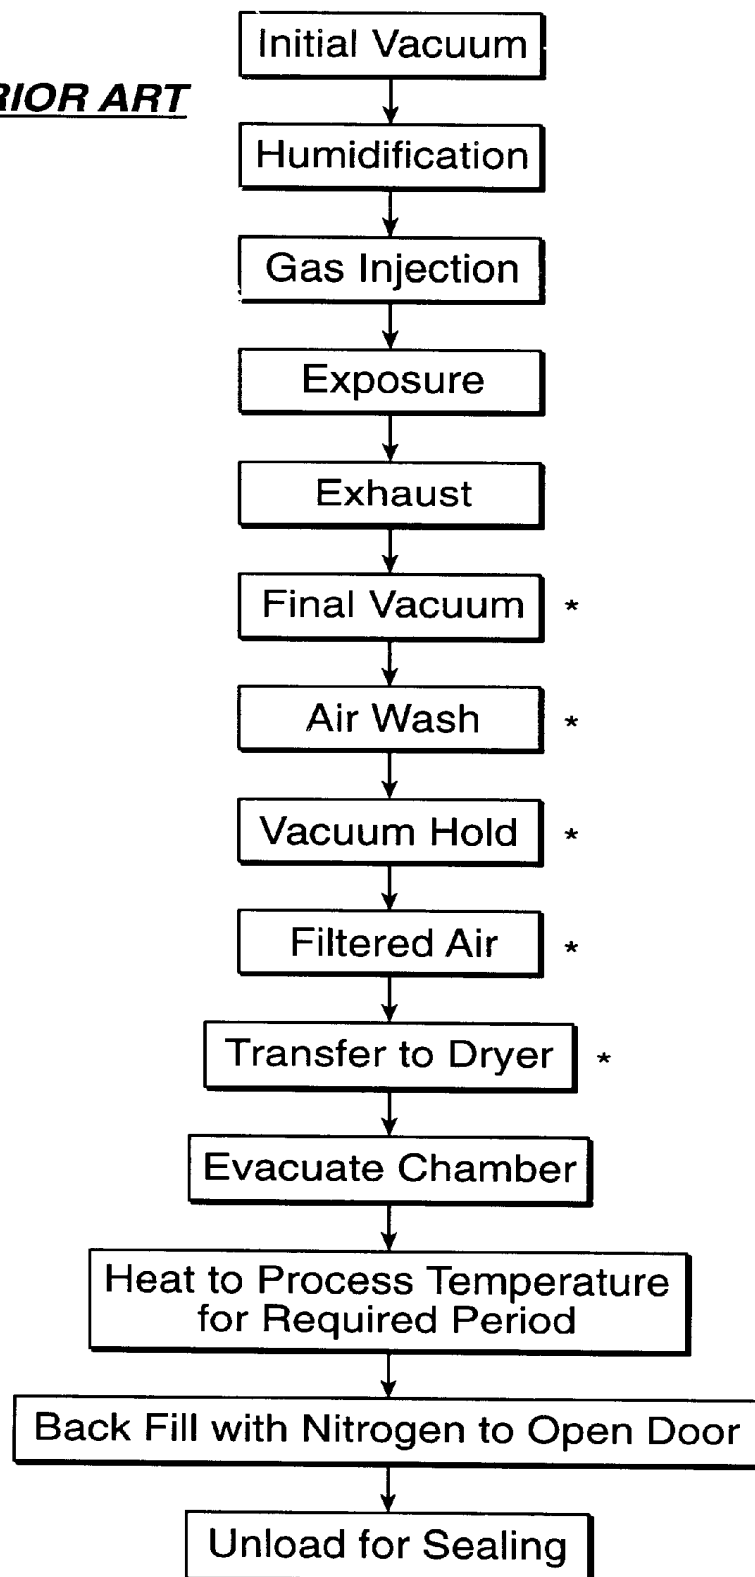 Initial Vacuum
RIOR ART
Humidification
Gas Injection
Exposure
Exhaust
Final Vacuum *
Air Wash *
Vacuum Hold *
Filtered Air *
Transfer to Dryer *
Evacuate Chamber
Heat to Process Temperature
for Required Period
Back Fill with Nitrogen to Open Door
Unload for Sealing